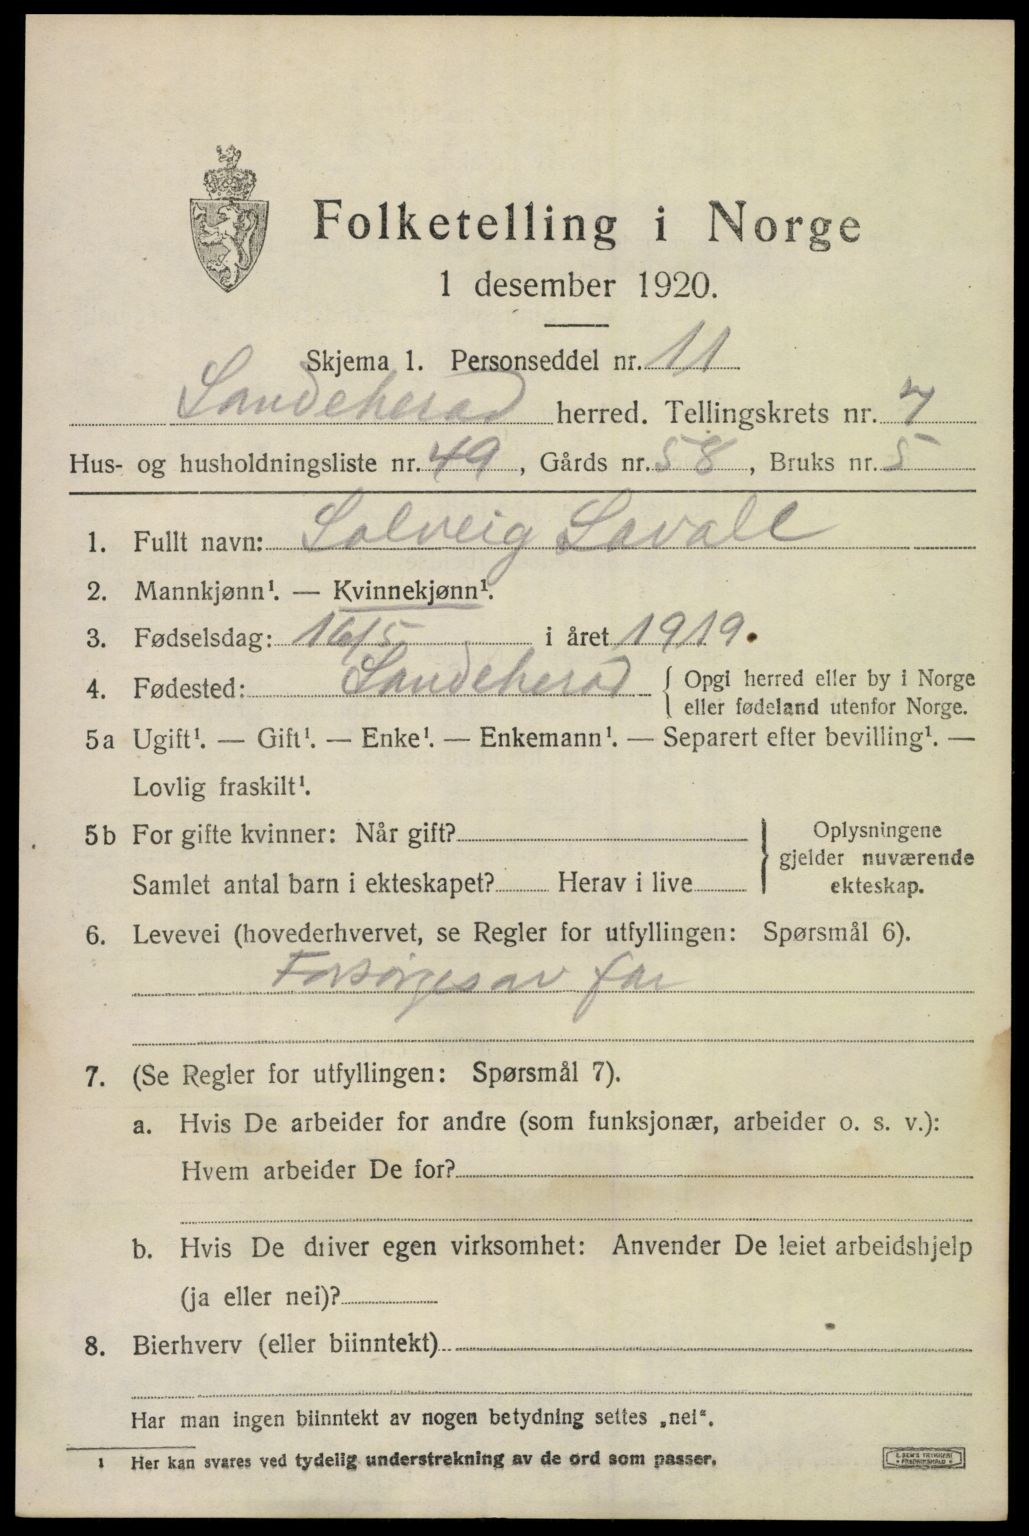 Folketelling i Norge
1 desember 1920.
Skjema 1. Personseddel nr. 11
Sandeherad herred. Tellingskrets nr. 7
Hus- og husholdningsliste nr. 49, Gårds nr. 58, Bruks nr. 5
1. Fullt navn: Solveig Lavoll
2. Mannkjønn¹. — Kvinnekjønn¹.
3. Fødselsdag: 16/5 i året 1919.
4. Fødested: Sandeherad { Opgi herred eller by i Norge
eller fødeland utenfor Norge.
5a Ugift¹. — Gift¹. — Enke¹. — Enkemann¹. — Separert efter bevilling¹. —
Lovlig fraskilt¹.
5b For gifte kvinner: Når gift?
Samlet antal barn i ekteskapet? Herav i live
} Oplysningene
gjelder nuværende
ekteskap.
6. Levevei (hovederhvervet, se Regler for utfyllingen: Spørsmål 6).
Forsørges av far
7. (Se Regler for utfyllingen: Spørsmål 7).
a. Hvis De arbeider for andre (som funksjonær, arbeider o. s. v.):
Hvem arbeider De for?
b. Hvis De driver egen virksomhet: Anvender De leiet arbeidshjelp
(ja eller nei)?
8. Bierhverv (eller biinntekt)
Har man ingen biinntekt av nogen betydning settes „nei“.
1 Her kan svares ved tydelig understrekning av de ord som passer.